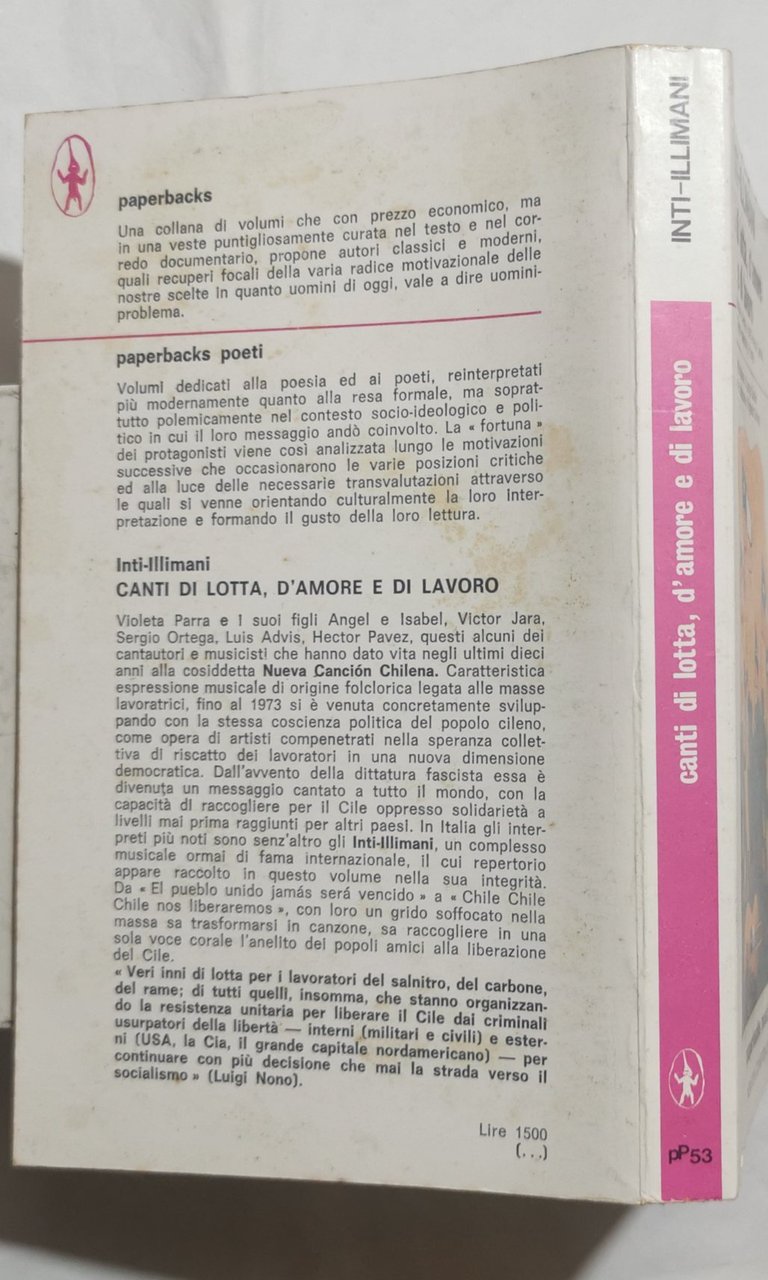 paperbacks
Una collana di volumi che con prezzo economico, ma
in una veste puntigliosamente curata nel testo e nel cor-
redo documentario, propone autori classici e moderni,
quali recuperi focali della varia radice motivazionale delle
nostre scelte in quanto uomini di oggi, vale a dire uomini-
problema.
paperbacks poeti
Volumi dedicati alla poesia ed ai poeti, reinterpretati
più modernamente quanto alla resa formale, ma soprat-
tutto polemicamente nel contesto socio-ideologico e poli-
tico in cui il loro messaggio andò coinvolto. La « fortuna »
dei protagonisti viene così analizzata lungo le motivazioni
successive che occasionarono le varie posizioni critiche
ed alla luce delle necessarie transvalutazioni attraverso
le quali si venne orientando culturalmente la loro inter-
pretazione e formando il gusto della loro lettura.
Inti-Illimani
CANTI DI LOTTA, D'AMORE E DI LAVORO
Violeta Parra e i suoi figli Angel e Isabel, Victor Jara,
Sergio Ortega, Luis Advis, Hector Pavez, questi alcuni dei
cantautori e musicisti che hanno dato vita negli ultimi dieci
anni alla cosiddetta Nueva Canción Chilena. Caratteristica
espressione musicale di origine folclorica legata alle masse
lavoratrici, fino al 1973 si è venuta concretamente svilup-
pando con la stessa coscienza politica del popolo cileno,
come opera di artisti compenetrati nella speranza collet-
tiva di riscatto dei lavoratori in una nuova dimensione
democratica. Dall'avvento della dittatura fascista essa è
divenuta un messaggio cantato a tutto il mondo, con la
capacità di raccogliere per il Cile oppresso solidarietà a
livelli mai prima raggiunti per altri paesi. In Italia gli inter-
preti più noti sono senz'altro gli Inti-Illimani, un complesso
musicale ormai di fama internazionale, il cui repertorio
appare raccolto in questo volume nella sua integrità.
Da « El pueblo unido jamás será vencido » a « Chile Chile
Chile nos liberaremos », con loro un grido soffocato nella
massa sa trasformarsi in canzone, sa raccogliere in una
sola voce corale l'anelito dei popoli amici alla liberazione
del Cile.
« Veri inni di lotta per i lavoratori del salnitro, del carbone,
del rame; di tutti quelli, insomma, che stanno organizzan-
do la resistenza unitaria per liberare il Cile dai criminali
usurpatori della libertà — interni (militari e civili) e ester-
ni (USA, la Cia, il grande capitale nordamericano) — per
continuare con più decisione che mai la strada verso il
socialismo » (Luigi Nono).
Lire 1500
(...)
INTI-ILLIMANI
canti di lotta, d'amore e di lavoro
pP53